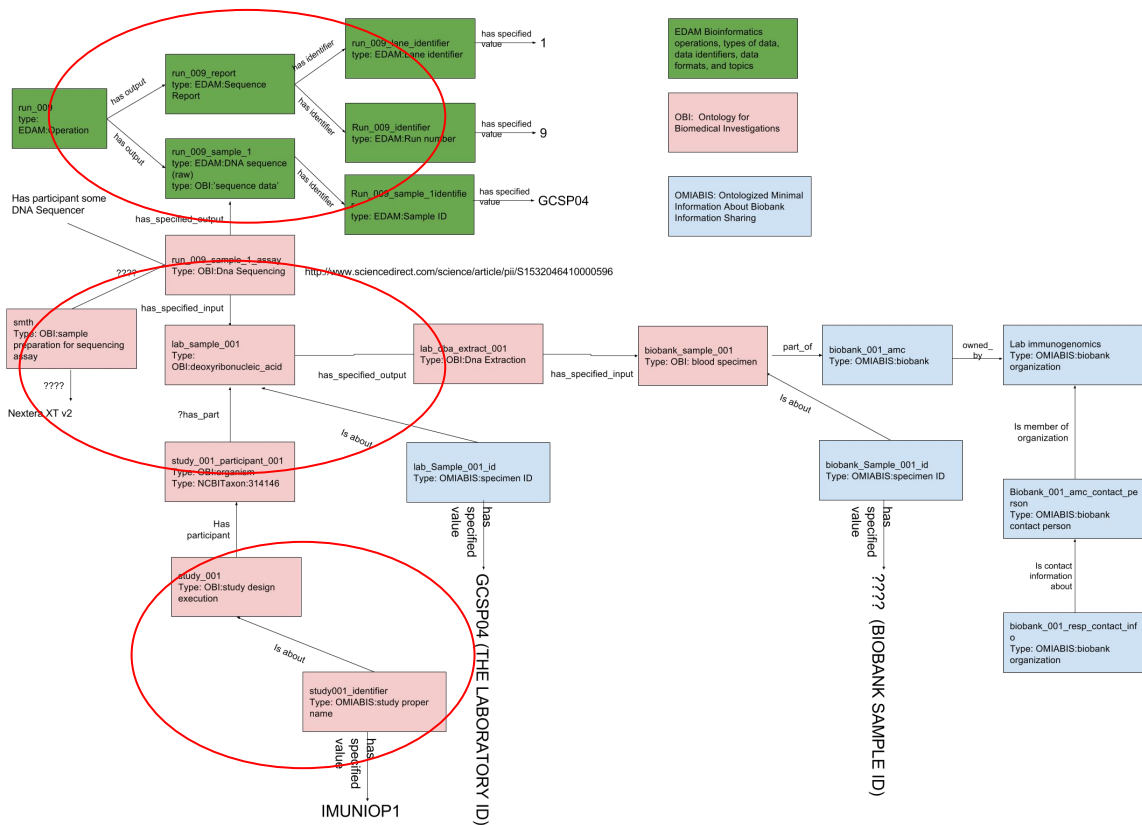 run_009_lane_identifier
type: EDAM:Lane identifier
has specified
value
1
EDAM Bioinformatics
operations, types of data,
data identifiers, data
formats, and topics
run_009_report
type: EDAM:Sequence
Report
has identifier
has output
run_009
type:
EDAM:Operation
has identifier
Run_009_identifier
type: EDAM:Run number
has specified
value
9
OBI: Ontology for
Biomedical Investigations
has output
run_009_sample_1
type: EDAM:DNA sequence
(raw)
type: OBI:'sequence data'
has identifier
Run_009_sample_1identifie
r
type: EDAM:Sample ID
has specified
value
GCSP04
OMIABIS: Ontologized Minimal
Information About Biobank
Information Sharing
Has participant some
DNA Sequencer
has_specified_output
run_009_sample_1_assay
Type: OBI:Dna Sequencing
http://www.sciencedirect.com/science/article/pii/S1532046410000596
????
has_specified_input
smth
Type: OBI:sample
preparation for sequencing
assay
????
Nextera XT v2
lab_sample_001
Type:
OBI:deoxyribonucleic_acid
has_specified_output
lab_dba_extract_001
Type: OBI:Dna Extraction
has_specified_input
biobank_sample_001
Type: OBI: blood specimen
part_of
biobank_001_amc
Type: OMIABIS:biobank
owned_
by
Lab immunogenomics
Type: OMIABIS:biobank
organization
?has_part
Is about
Is about
Is member of
organization
study_001_participant_001
Type: OBI:organism
Type: NCBITaxon:314146
lab_Sample_001_id
Type: OMIABIS:specimen ID
biobank_Sample_001_id
Type: OMIABIS:specimen ID
Biobank_001_amc_contact_pe
rson
Type: OMIABIS:biobank
contact person
Has
participant
has
specified
value
GCSP04 (THE LABORATORY ID)
has
specified
value
???? (BIOBANK SAMPLE ID)
Is contact
information
about
study_001
Type: OBI:study design
execution
biobank_001_resp_contact_inf
o
Type: OMIABIS:biobank
organization
Is about
study001_identifier
Type: OMIABIS:study proper
name
has
specified
value
IMUNIOP1